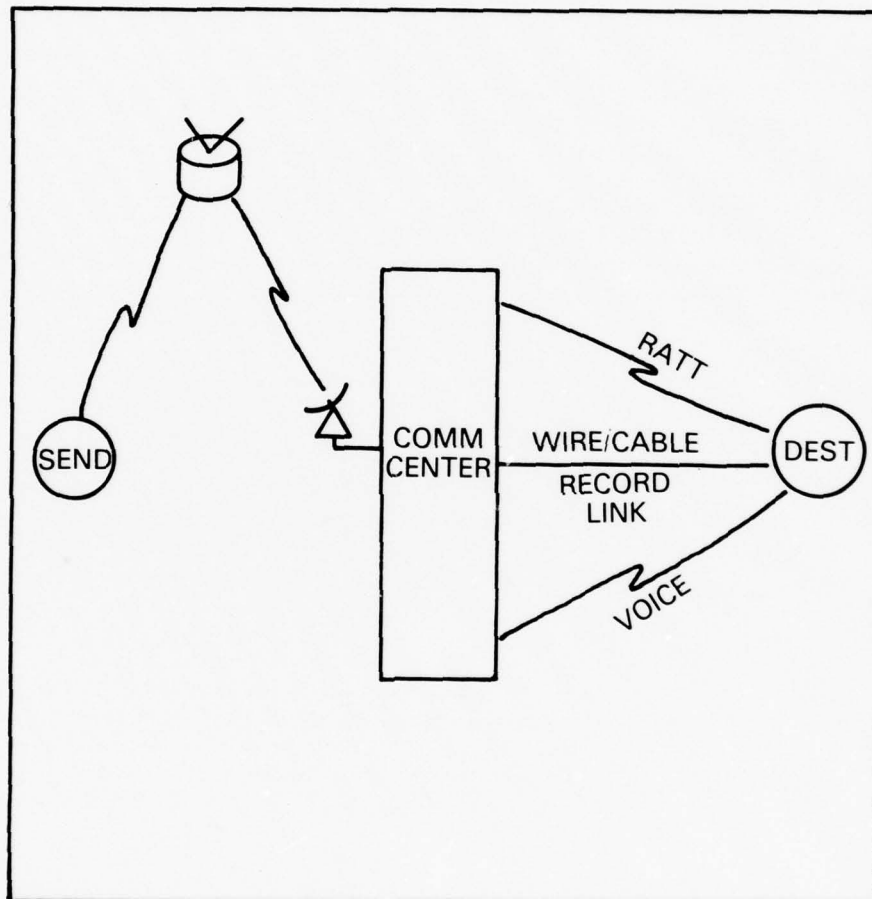 SEND
COMM
CENTER
RATT
WIRE/CABLE
RECORD
LINK
VOICE
DEST